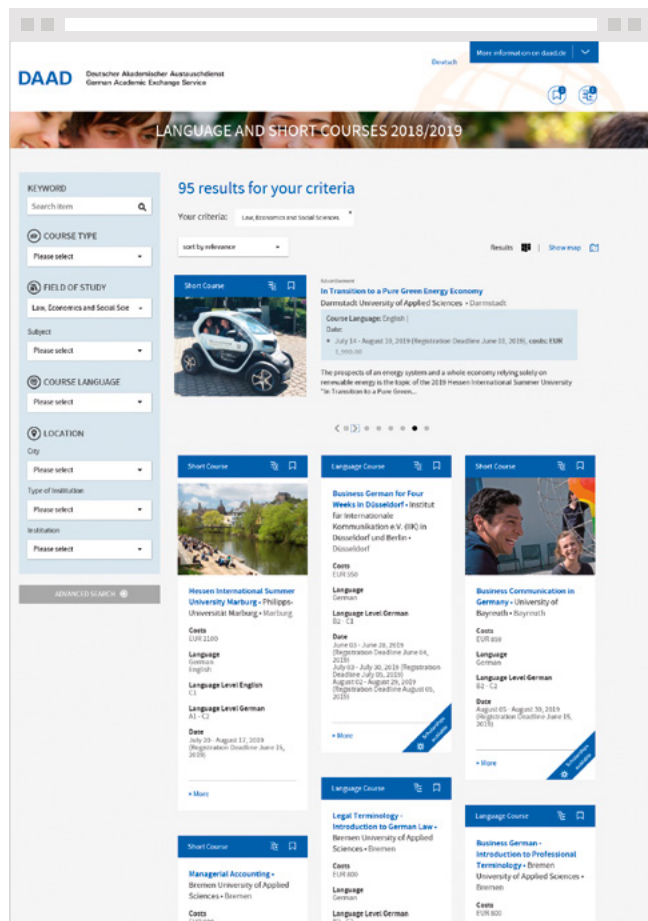 More information on daad.de
Deutsch
DAAD
Deutscher Akademischer Austauschdienst
German Academic Exchange Service
LANGUAGE AND SHORT COURSES 2018/2019
KEYWORD
Search item
COURSE TYPE
Please select
FIELD OF STUDY
Law, Economics and Social Scie
Subject
Please select
COURSE LANGUAGE
Please select
LOCATION
City
Please select
Type of Institution
Please select
Institution
Please select
ADVANCED SEARCH
95 results for your criteria
Your criteria:
Law, Economics and Social Sciences
sort by relevance
Results
Show map
Short Course
Advertisement
In Transition to a Pure Green Energy Economy
Darmstadt University of Applied Sciences • Darmstadt
Course Language: English |
Date:
• July 14 - August 10, 2019 (Registration Deadline June 01, 2019), costs: EUR
1,990.00
The prospects of an energy system and a whole economy relying solely on
renewable energy is the topic of the 2019 Hessen International Summer University
"In Transition to a Pure Green...
Short Course
Hessen International Summer
University Marburg • Philipps-
Universität Marburg • Marburg
Costs
EUR 2100
Language
German
English
Language Level English
C1
Language Level German
A1 - C2
Date
July 20 - August 17, 2019
(Registration Deadline June 15,
2019)
+ More
Short Course
Managerial Accounting •
Bremen University of Applied
Sciences • Bremen
Costs
Language Course
Business German for Four
Weeks in Düsseldorf • Institut
für Internationale
Kommunikation e.V. (IIK) in
Düsseldorf und Berlin •
Düsseldorf
Costs
EUR 550
Language
German
Language Level German
B2 - C1
Date
June 03 - June 28, 2019
(Registration Deadline June 04,
2019)
July 03 - July 30, 2019 (Registration
Deadline July 05, 2019)
August 02 - August 29, 2019
(Registration Deadline August 05,
2019)
+ More
Scholarships
available
Language Course
Legal Terminology -
Introduction to German Law •
Bremen University of Applied
Sciences • Bremen
Costs
EUR 800
Language
German
Language Level German
Short Course
Business Communication in
Germany • University of
Bayreuth • Bayreuth
Costs
EUR 850
Language
German
Language Level German
B2 - C2
Date
August 05 - August 30, 2019
(Registration Deadline June 15,
2019)
+ More
Scholarships
available
Language Course
Business German -
Introduction to Professional
Terminology • Bremen
University of Applied Sciences •
Bremen
Costs
EUR 800